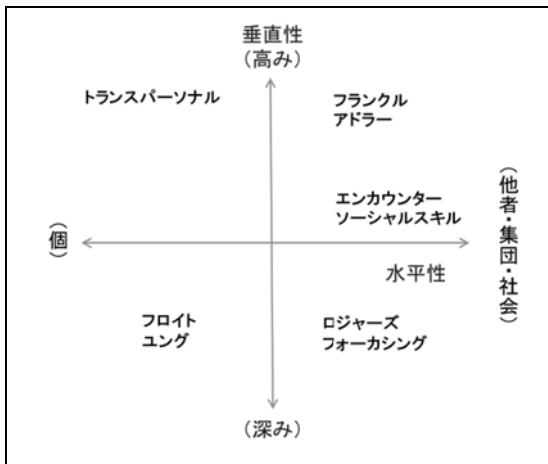 垂直性
(高み)
トランスパーソナル
フランクル
アドラー
エンカウンター
ソーシャルスキル
(個)
(他者・集団・社会)
水平性
フロイト
ユング
ロジャーズ
フォーカシング
(深み)